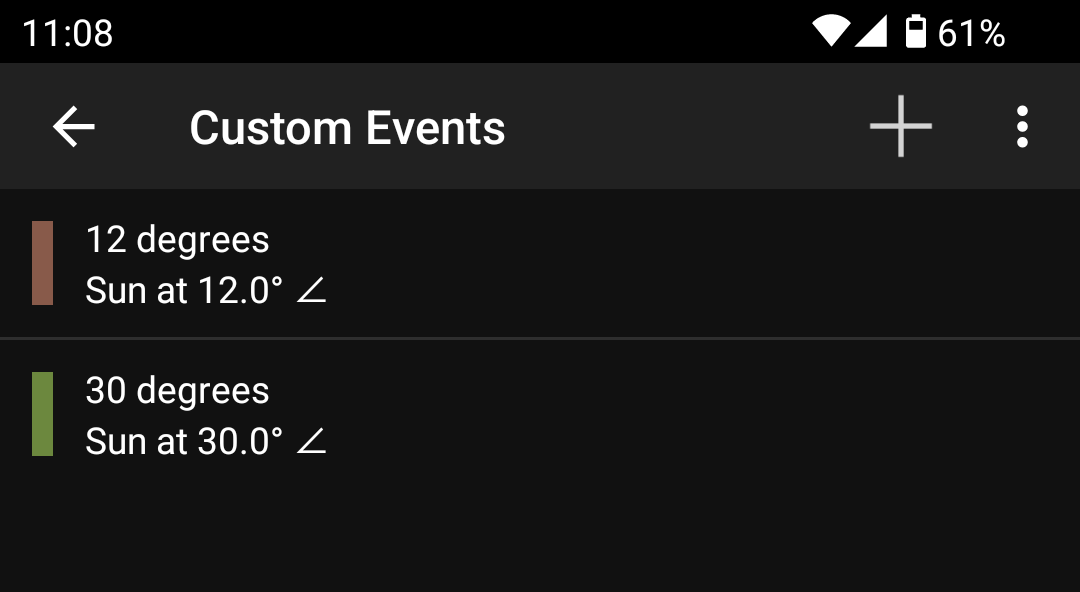 11:08
61%
Custom Events
12 degrees
Sun at 12.0° ∠
30 degrees
Sun at 30.0° ∠